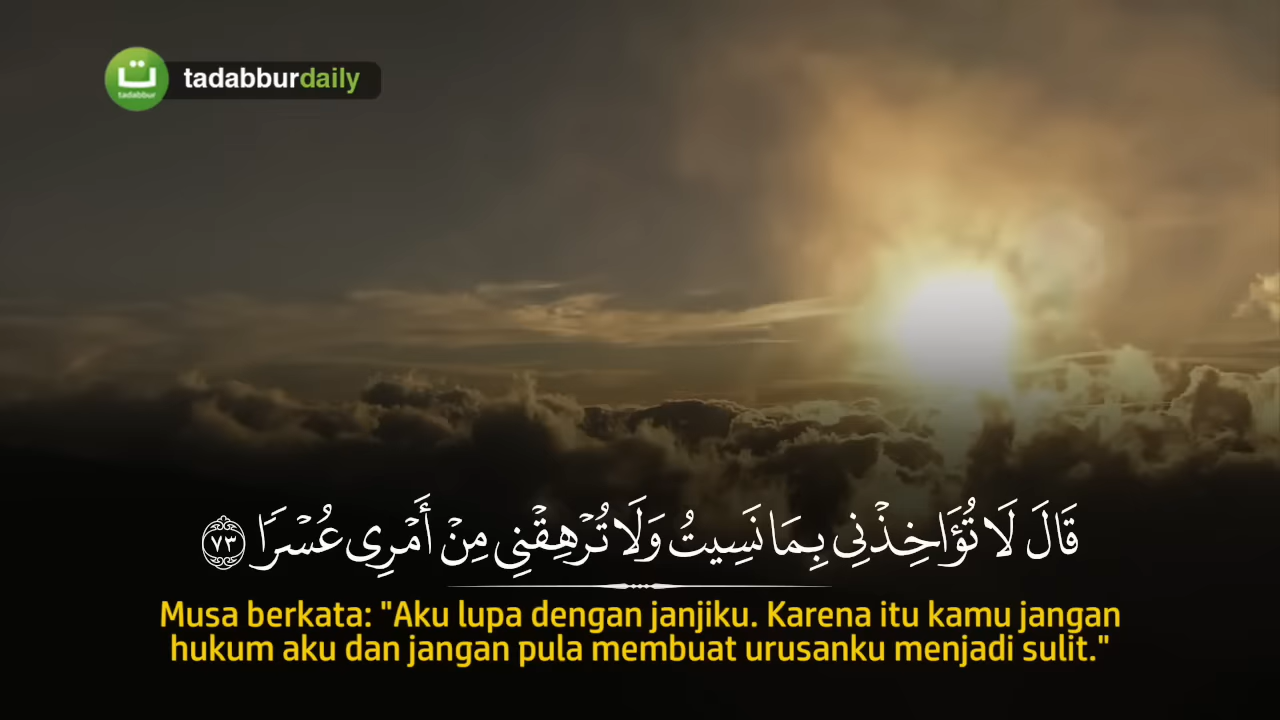 ت
tadabbur
tadabburdaily
قَالَ لَا تُؤَاخِذْنِى بِمَا نَسِيتُ وَلَا تُرْهِقْنِى مِنْ أَمْرِى عُسْرًا ٧٣
Musa berkata: "Aku lupa dengan janjiku. Karena itu kamu jangan
hukum aku dan jangan pula membuat urusanku menjadi sulit."